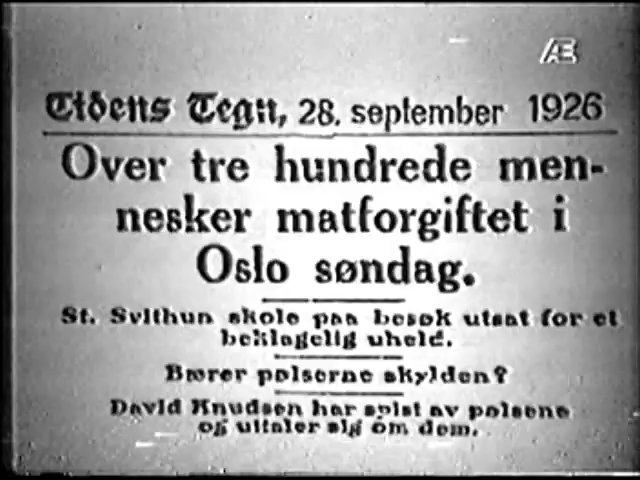 Æ
Tidens Tegn, 28. september 1926
Over tre hundrede men-
nesker matforgiftet i
Oslo søndag.
St. Svithun skole paa besøk utsat for et
beklagelig uheld.
Bærer pølserne skylden?
David Knudsen har spist av pølsene
og uttaler sig om dem.